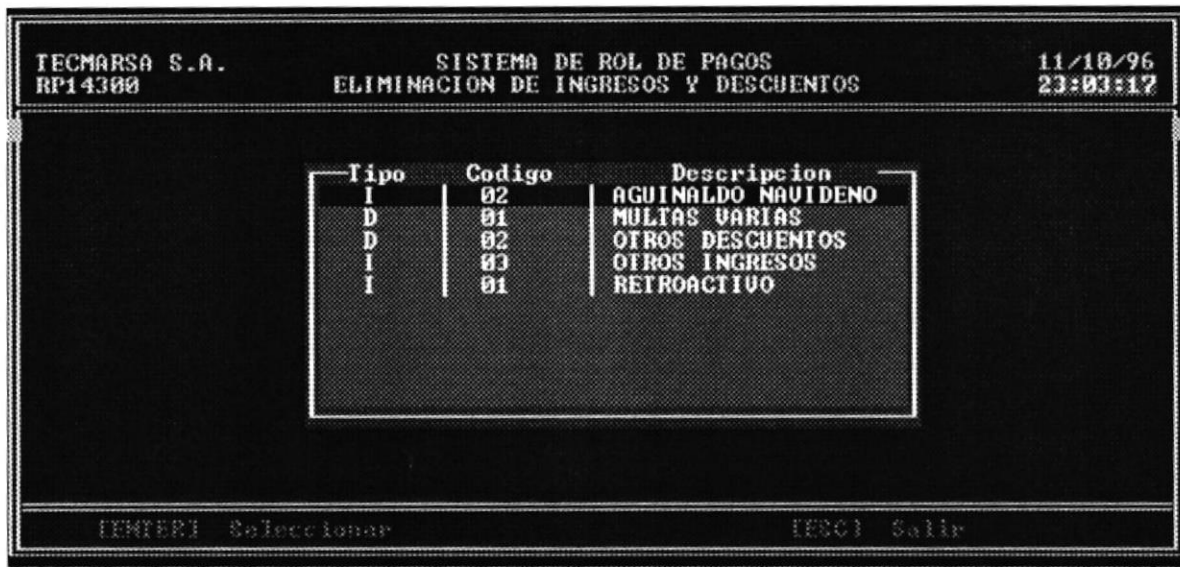 TECMARSA S.A. SISTEMA DE ROL DE PAGOS 11/10/96
RP14300 ELIMINACION DE INGRESOS Y DESCUENTOS 23:03:17
Tipo Codigo Descripcion
I 02 AGUINALDO NAVIDENO
D 01 MULTAS VARIAS
D 02 OTROS DESCUENTOS
I 03 OTROS INGRESOS
I 01 RETROACTIVO
[ENTER] Seleccionar [ESC] Salir